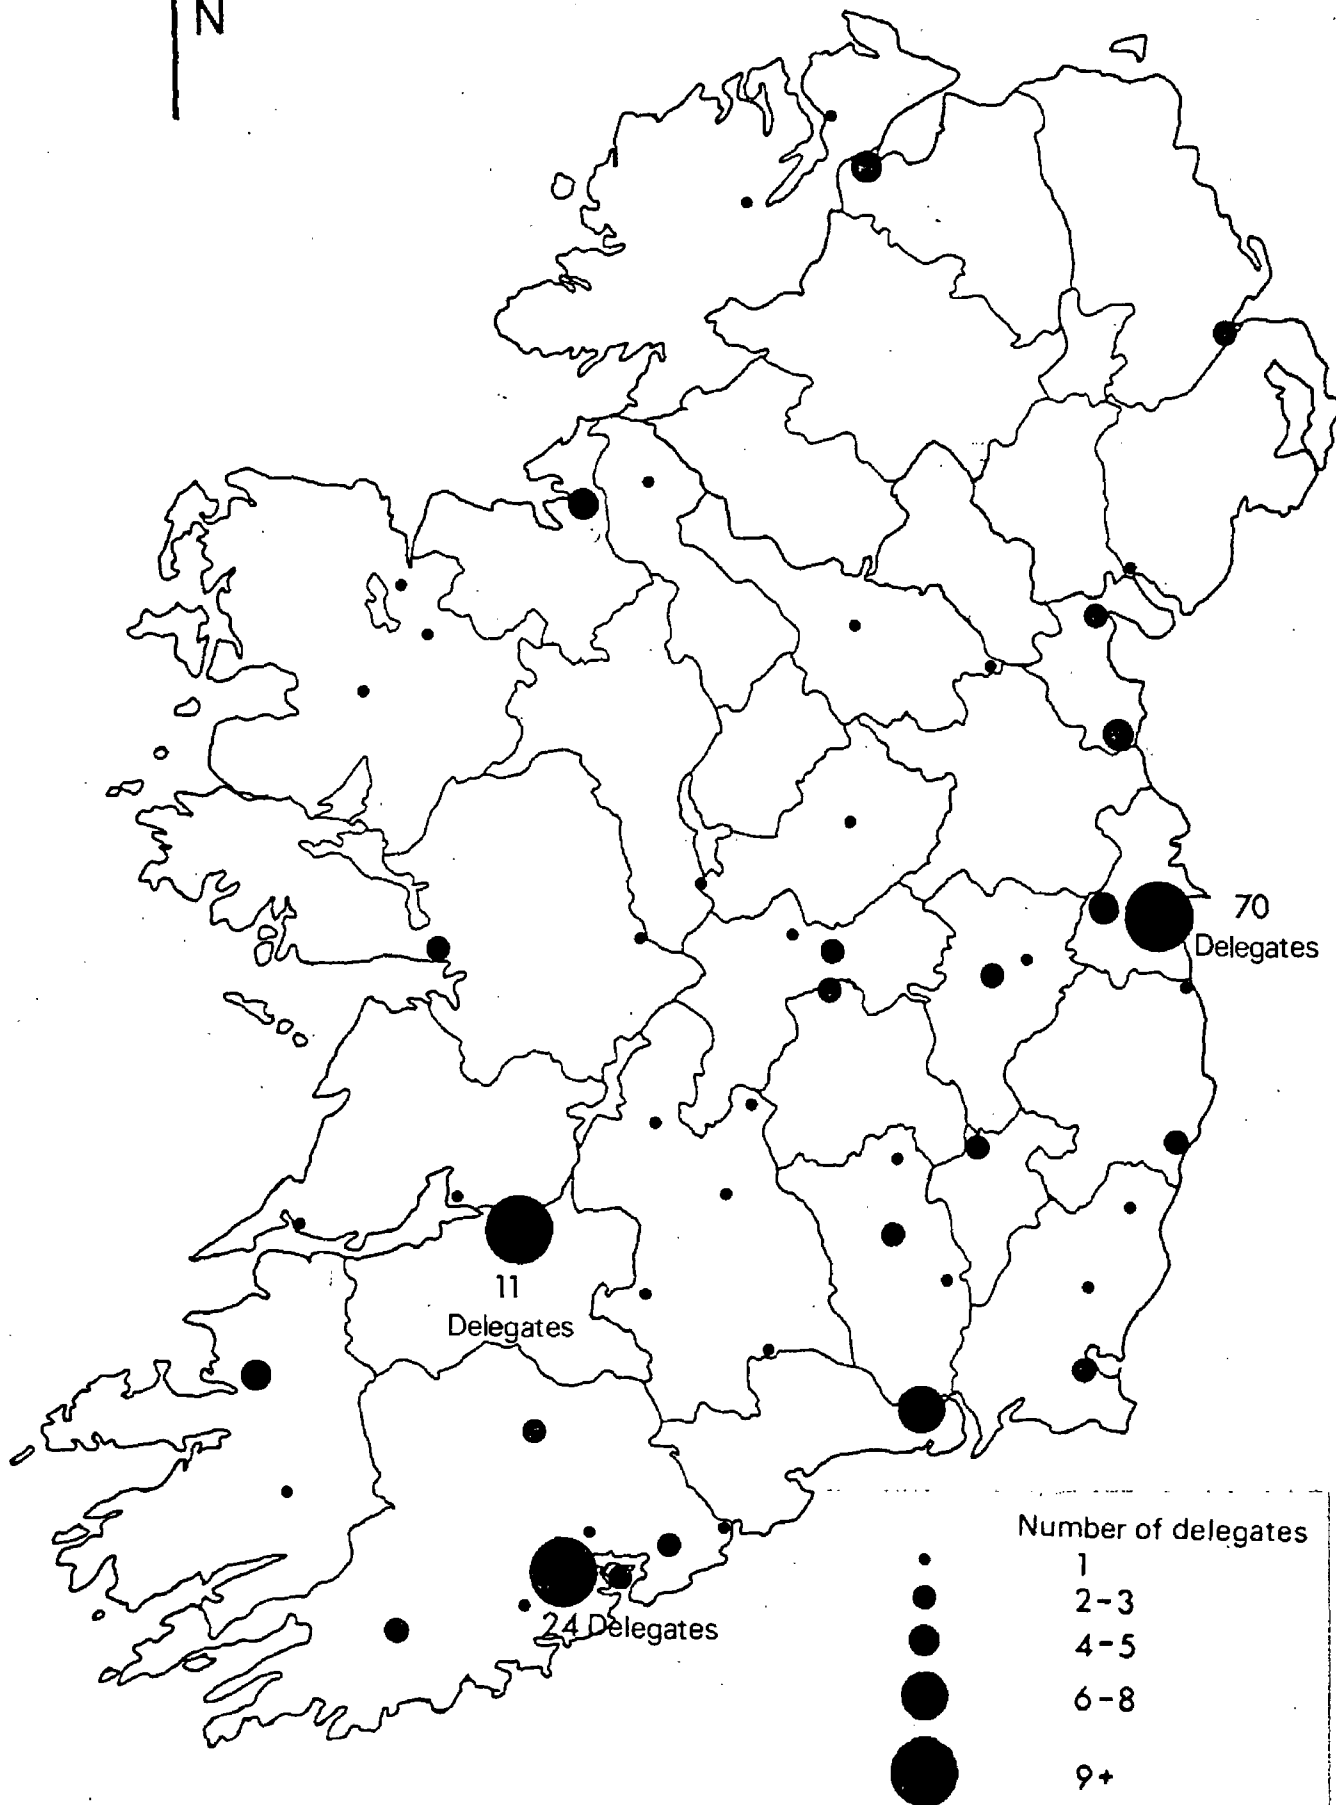 N
70
Delegates
11
Delegates
24 Delegates
Number of delegates
1
2-3
4-5
6-8
9+